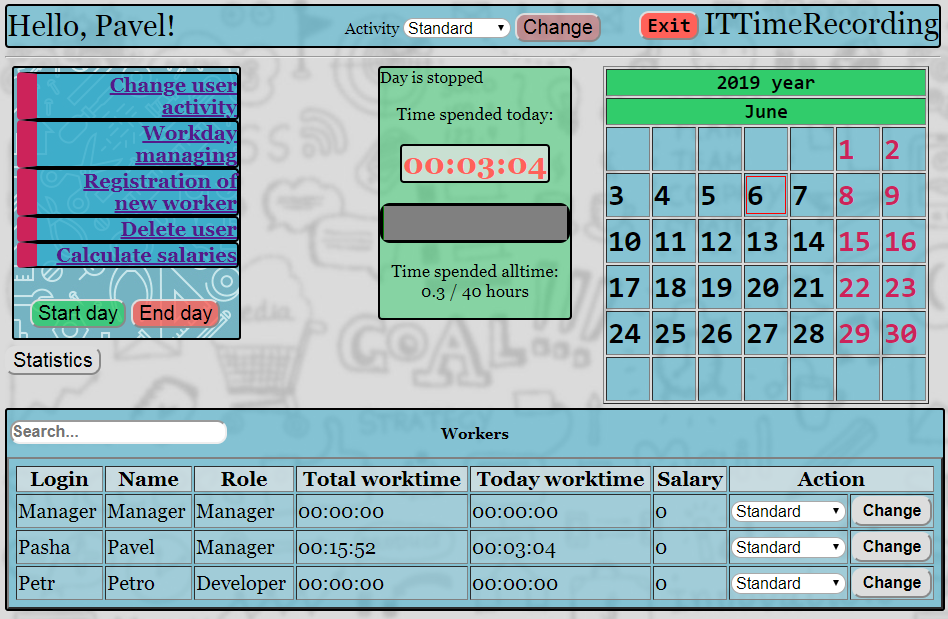 Hello, Pavel!
Activity Standard Change
Exit ITTimeRecording
Change user
activity
Workday
managing
Registration of
new worker
Delete user
Calculate salaries
Start day End day
Statistics
Day is stopped
Time spended today:
00:03:04
Time spended alltime:
0.3 / 40 hours
2019 year
June
1 2
3 4 5 6 7 8 9
10 11 12 13 14 15 16
17 18 19 20 21 22 23
24 25 26 27 28 29 30
GOAL...!!
STRATEGY
Search...
Workers
Login Name Role Total worktime Today worktime Salary Action
Manager Manager Manager 00:00:00 00:00:00 0 Standard Change
Pasha Pavel Manager 00:15:52 00:03:04 0 Standard Change
Petr Petro Developer 00:00:00 00:00:00 0 Standard Change